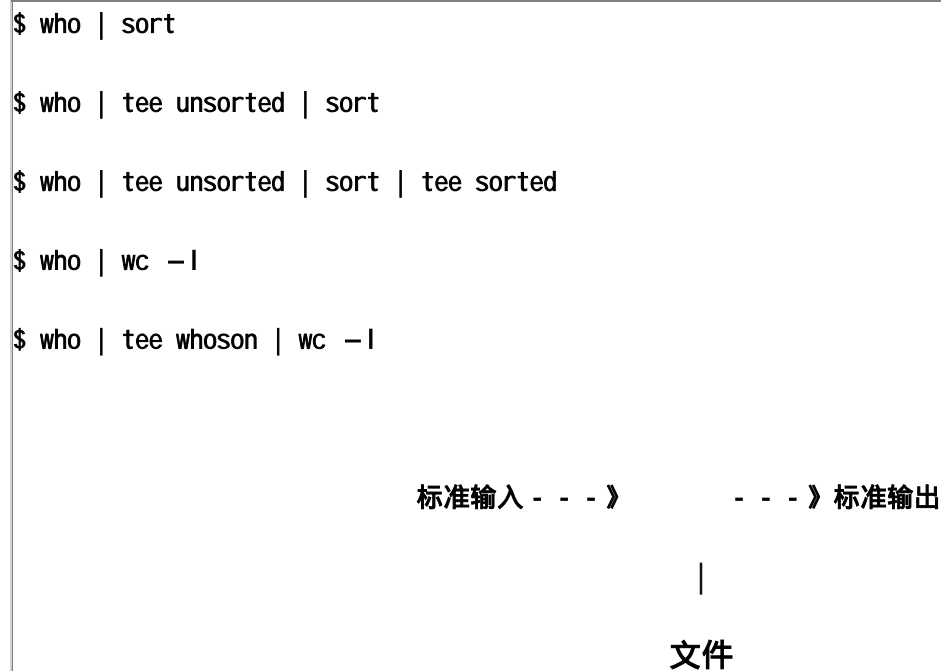 $ who | sort
$ who | tee unsorted | sort
$ who | tee unsorted | sort | tee sorted
$ who | wc –l
$ who | tee whoson | wc –l
标准输入 - - - 》 - - - 》标准输出
|
文件